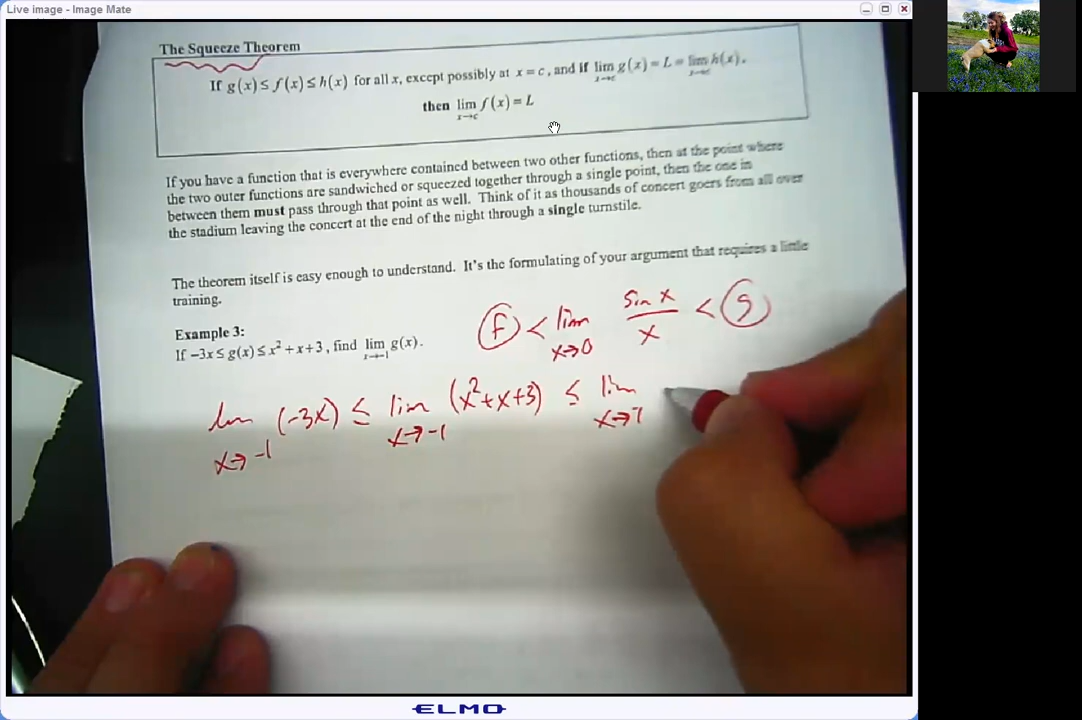 Live image - Image Mate
The Squeeze Theorem
If g(x) ≤ f(x) ≤ h(x) for all x, except possibly at x = c, and if lim g(x) = L = lim h(x),
x→c x→c
then lim f(x) = L
x→c
If you have a function that is everywhere contained between two other functions, then at the point where
the two outer functions are sandwiched or squeezed together through a single point, then the one in
between them must pass through that point as well. Think of it as thousands of concert goers from all over
the stadium leaving the concert at the end of the night through a single turnstile.
The theorem itself is easy enough to understand. It's the formulating of your argument that requires a little
training.
Example 3:
If -3x ≤ g(x) ≤ x² + x + 3, find lim g(x).
x→-1
f < lim sin x / x < g
x→0
lim (-3x) ≤ lim (x²+x+3) ≤ lim
x→-1 x→-1 x→
ELMO